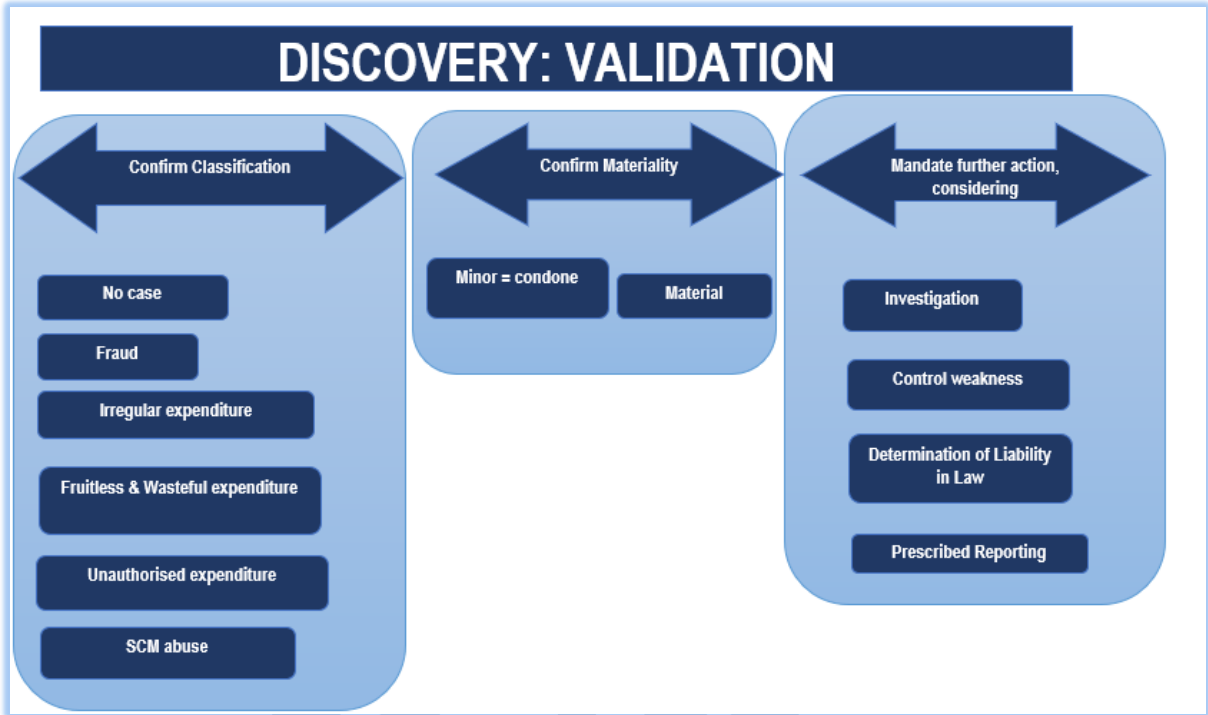 DISCOVERY: VALIDATION
Confirm Classification
No case
Fraud
Irregular expenditure
Fruitless & Wasteful expenditure
Unauthorised expenditure
SCM abuse
Confirm Materiality
Minor = condone
Material
Mandate further action,
considering
Investigation
Control weakness
Determination of Liability
in Law
Prescribed Reporting